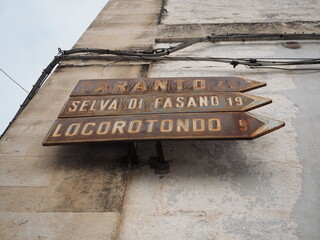 TARANTO
SELVA DI FASANO 19
LOCOROTONDO 9